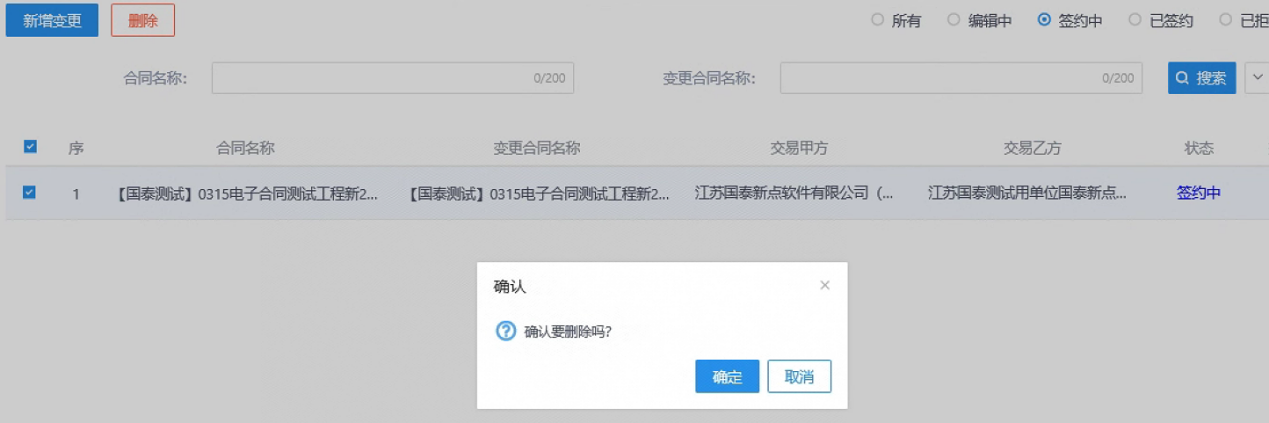 新增变更 删除 所有 编辑中 签约中 已签约 已拒
合同名称: 0/200 变更合同名称: 0/200 搜索
序 合同名称 变更合同名称 交易甲方 交易乙方 状态
1 【国泰测试】0315电子合同测试工程新2... 【国泰测试】0315电子合同测试工程新2... 江苏国泰新点软件有限公司（... 江苏国泰测试用单位国泰新点... 签约中
确认
确认要删除吗?
确定 取消